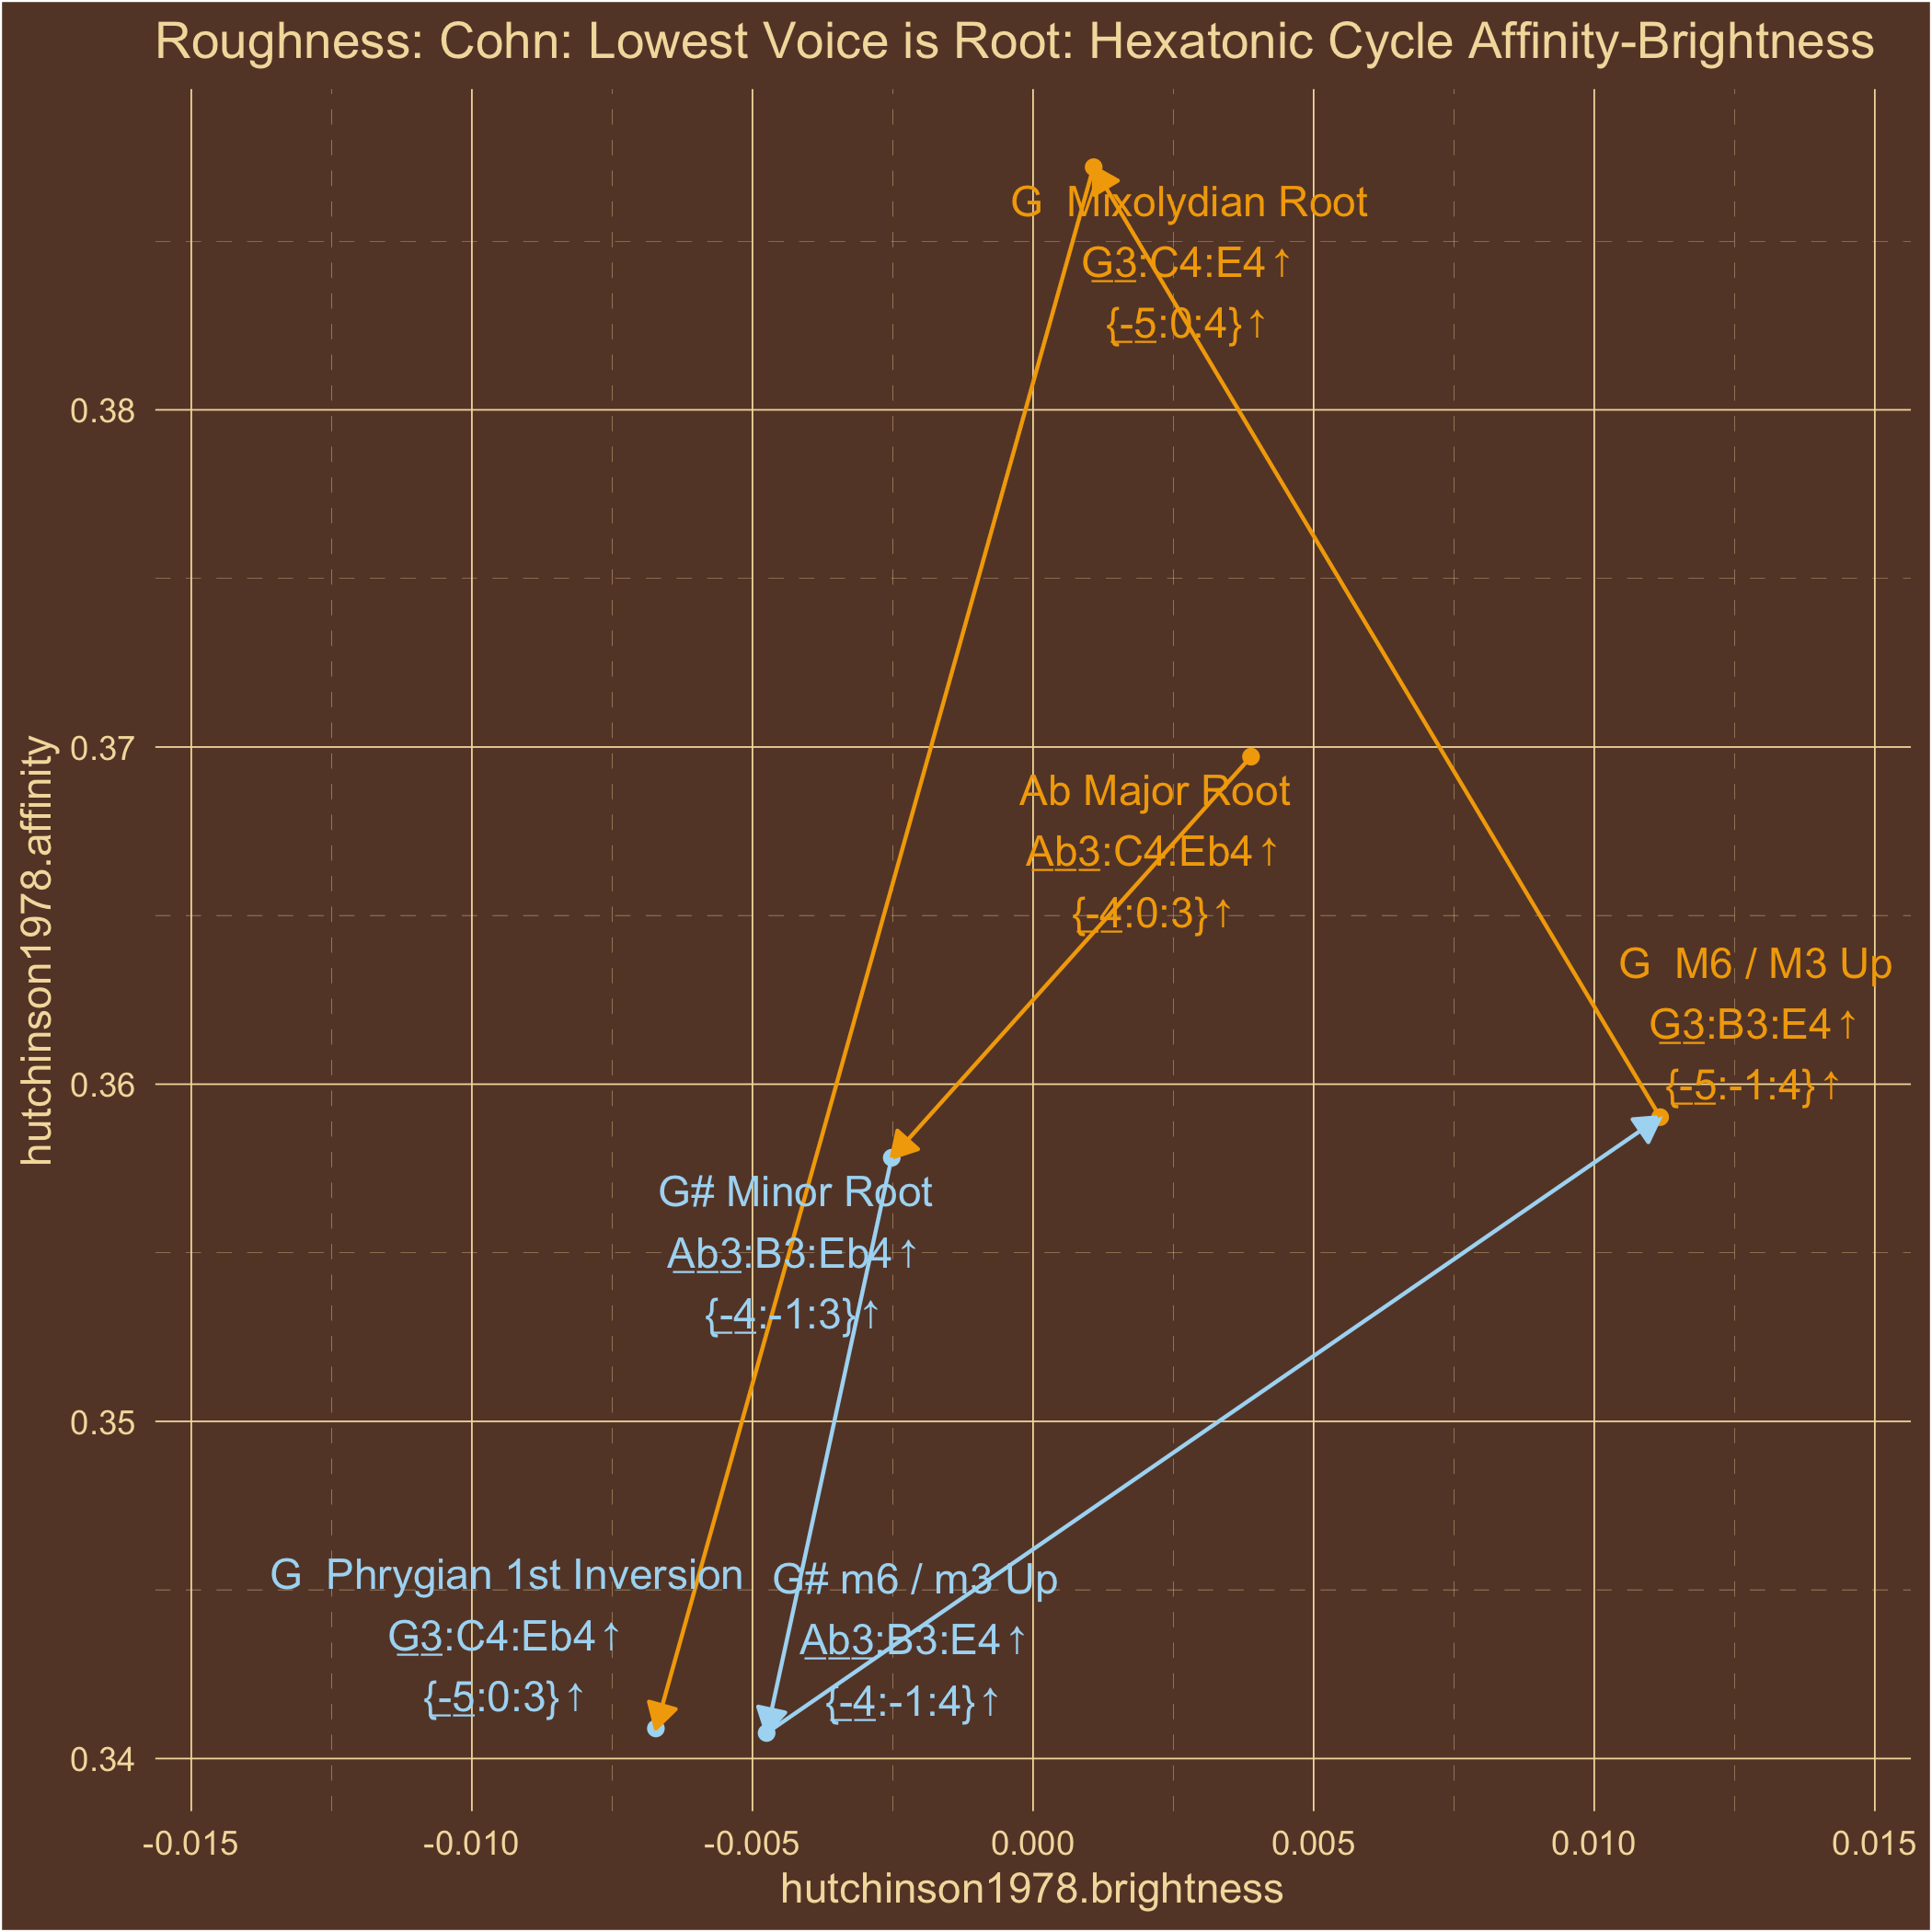 Roughness: Cohn: Lowest Voice is Root: Hexatonic Cycle Affinity-Brightness
G  Mixolydian Root
G3:C4:E4↑
{-5:0:4}↑
0.38
0.37
Ab Major Root
Ab3:C4:Eb4↑
{-4:0:3}↑
G  M6 / M3 Up
G3:B3:E4↑
{-5:-1:4}↑
0.36
hutchinson1978.affinity
G# Minor Root
Ab3:B3:Eb4↑
{-4:-1:3}↑
0.35
G  Phrygian 1st Inversion
G3:C4:Eb4↑
{-5:0:3}↑
G# m6 / m3 Up
Ab3:B3:E4↑
{-4:-1:4}↑
0.34
-0.015 -0.010 -0.005 0.000 0.005 0.010 0.015
hutchinson1978.brightness